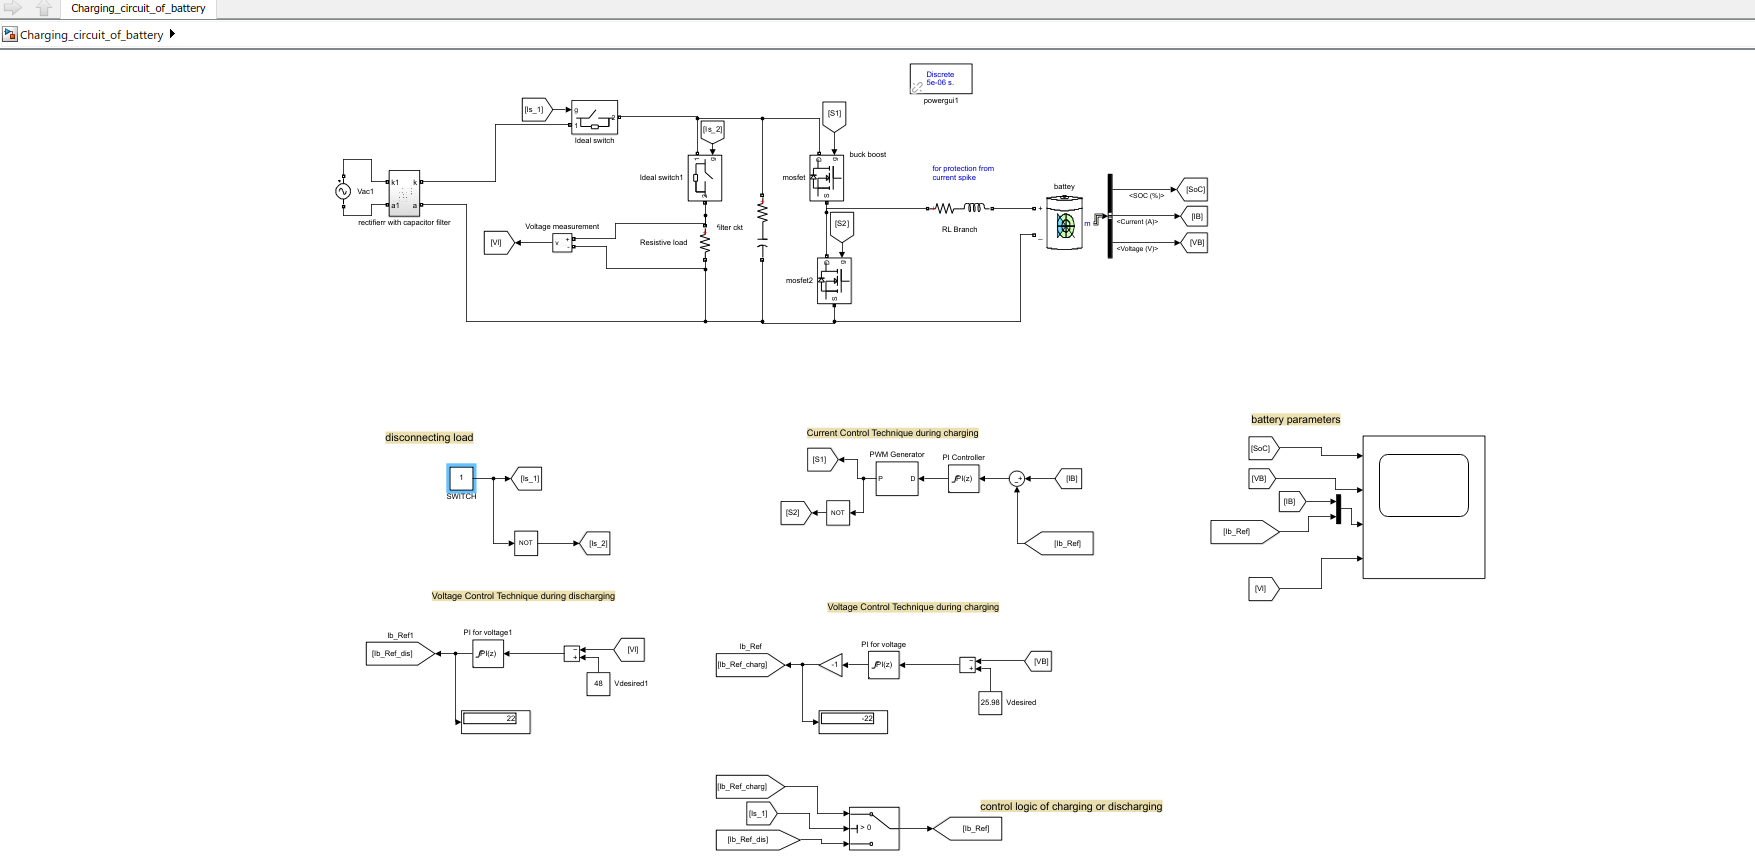 Charging_circuit_of_battery
Charging_circuit_of_battery
Discrete
5e-06 s.
powergui1
[Is_1]
g
1
2
Ideal switch
[Is_2]
[S1]
buck boost
mosfet
Ideal switch1
1
g
2
D
g
S
Vac1
k1
k
a1
a
rectifierr with capacitor filter
Voltage measurement
[Vl]
v
+
-
Resistive load
filter ckt
[S2]
mosfet2
D
g
S
for protection from
current spike
RL Branch
battey
+
_
m
<SOC (%)>
<Current (A)>
<Voltage (V)>
[SoC]
[IB]
[VB]
disconnecting load
1
SWITCH
[Is_1]
NOT
[Is_2]
Current Control Technique during charging
[S1]
PWM Generator
P
D
PI Controller
PI(z)
[IB]
[S2]
NOT
[Ib_Ref]
battery parameters
[SoC]
[VB]
[IB]
[Ib_Ref]
[Vl]
Voltage Control Technique during discharging
Ib_Ref1
[Ib_Ref_dis]
PI for voltage1
PI(z)
[Vl]
48
Vdesired1
22
Voltage Control Technique during charging
Ib_Ref
[Ib_Ref_charg]
-1
PI for voltage
PI(z)
[VB]
25.98
Vdesired
-22
[Ib_Ref_charg]
[Is_1]
[Ib_Ref_dis]
> 0
[Ib_Ref]
control logic of charging or discharging